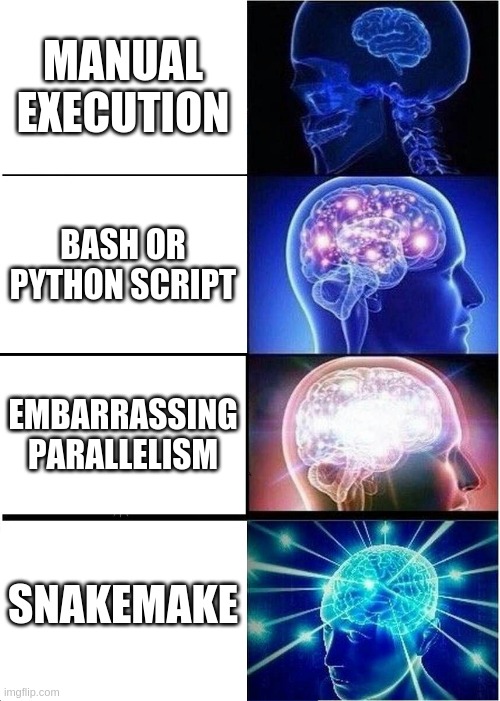 MANUAL
EXECUTION
BASH OR
PYTHON SCRIPT
EMBARRASSING
PARALLELISM
SNAKEMAKE
imgflip.com